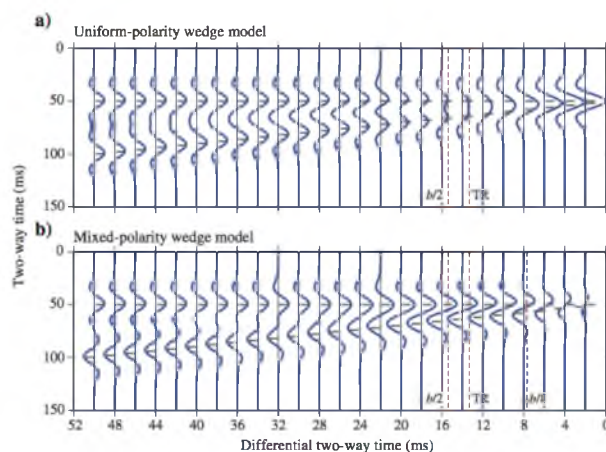 a)
Uniform-polarity wedge model
0
50
100
150
b/2
TR
b)
Mixed-polarity wedge model
0
50
100
150
b/2
TR
52
48
44
40
36
32
28
24
20
16
12
8
4
0
Two-way time (ms)
Differential two-way time (ms)